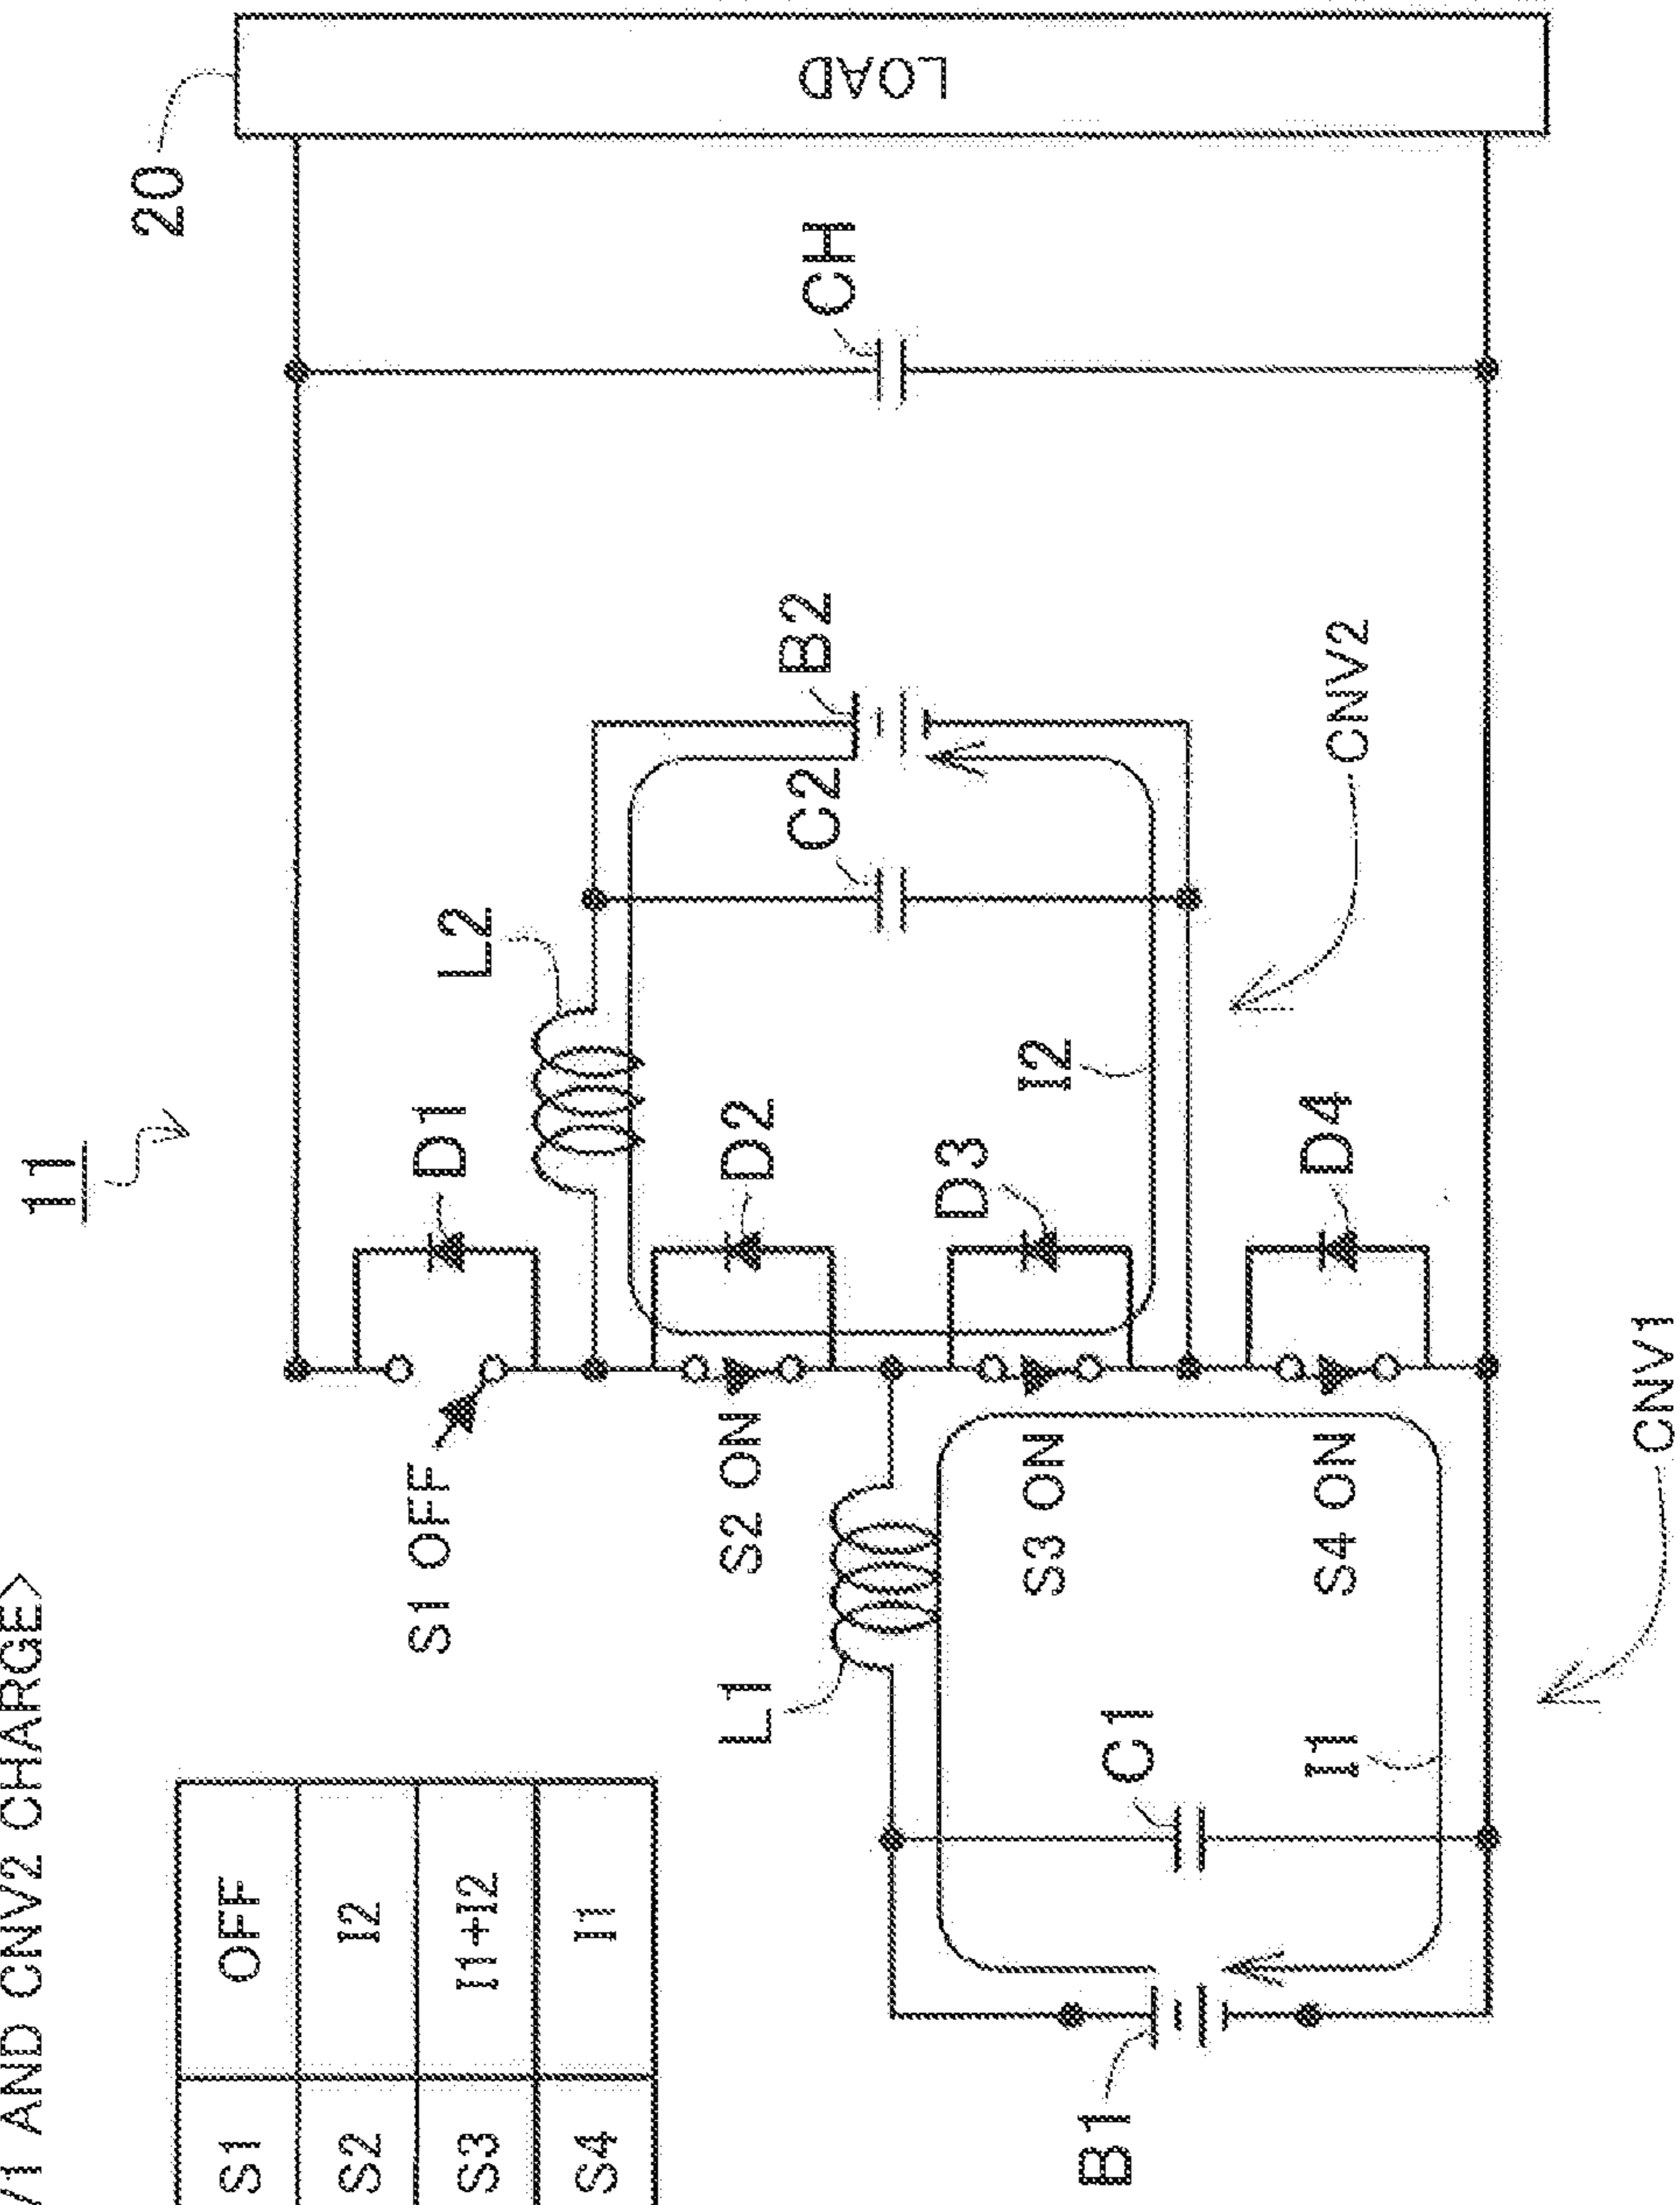 11
/1 AND CNV2 CHARGE>
S1 OFF
S2 I2
S3 I1+I2
S4 I1
20
LOAD
CH
B2
C2
L2
I2
CNV2
D1
D2
D3
D4
S1 OFF
S2 ON
S3 ON
S4 ON
L1
C1
I1
B1
CNV1